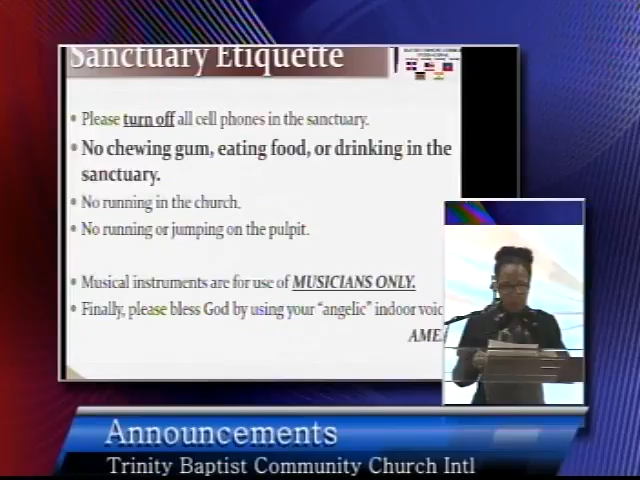 Sanctuary Etiquette
• Please turn off all cell phones in the sanctuary.
• No chewing gum, eating food, or drinking in the
sanctuary.
• No running in the church.
• No running or jumping on the pulpit.
• Musical instruments are for use of MUSICIANS ONLY.
• Finally, please bless God by using your “angelic” indoor voic
AME
Announcements
Trinity Baptist Community Church Intl